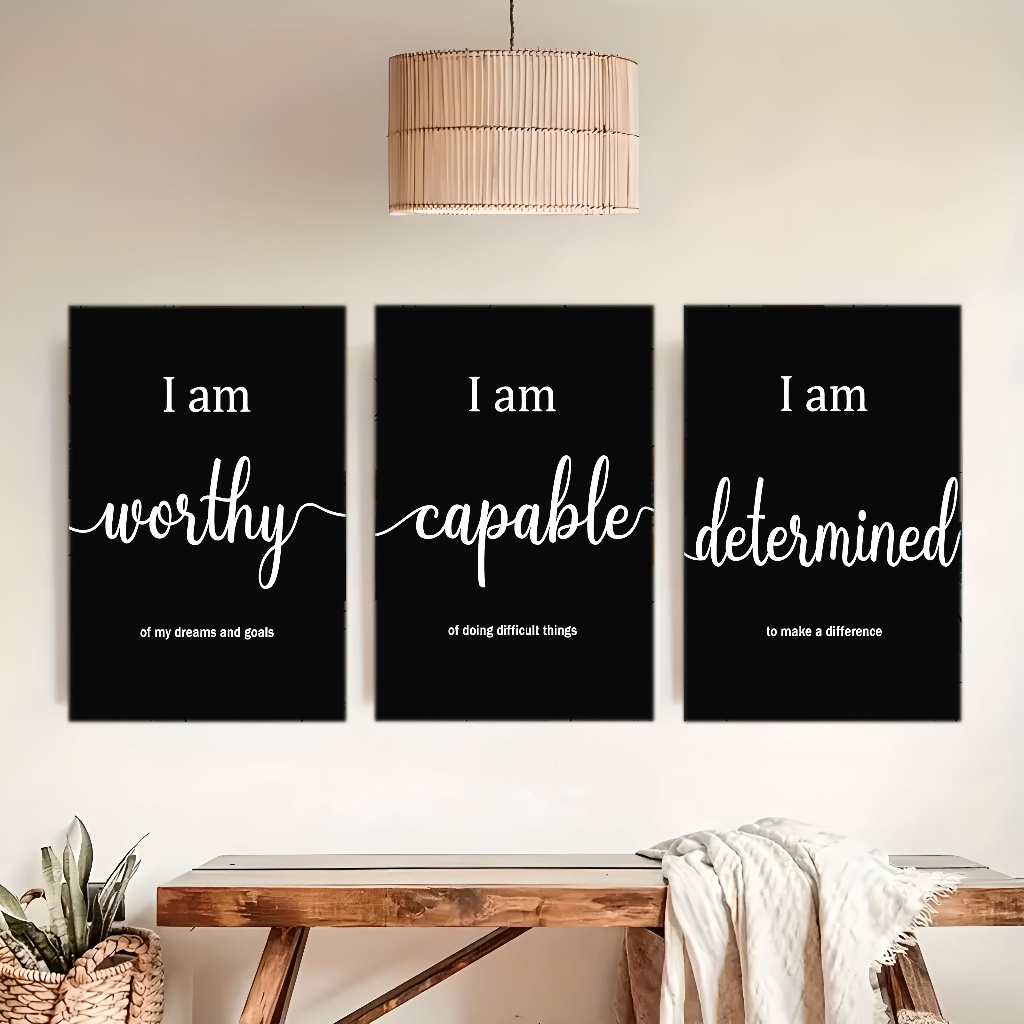 I am
worthy
of my dreams and goals
I am
capable
of doing difficult things
I am
determined
to make a difference